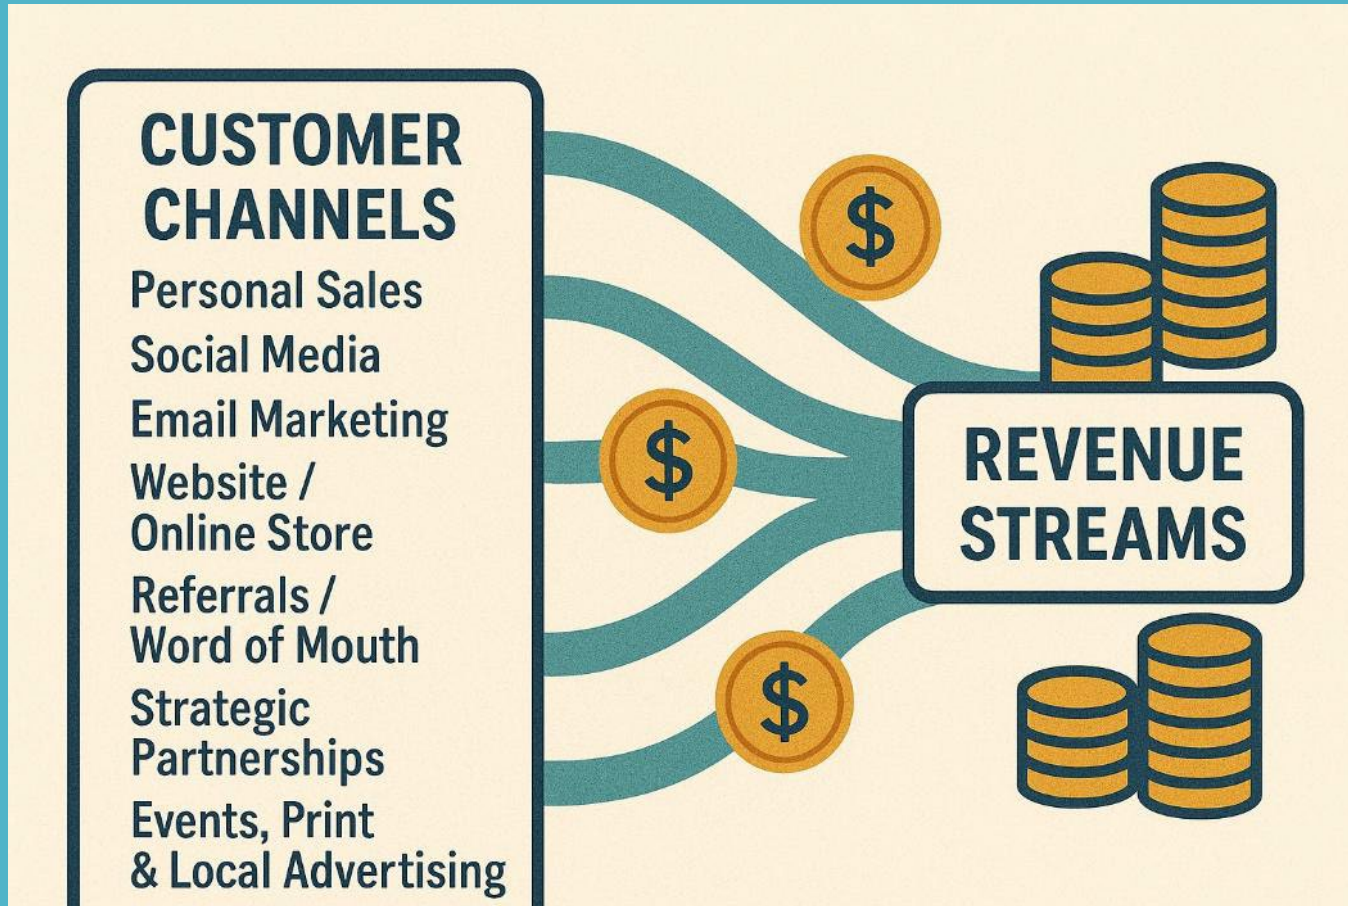 CUSTOMER
CHANNELS
Personal Sales
Social Media
Email Marketing
Website /
Online Store
Referrals /
Word of Mouth
Strategic
Partnerships
Events, Print
& Local Advertising
$
$
$
REVENUE
STREAMS